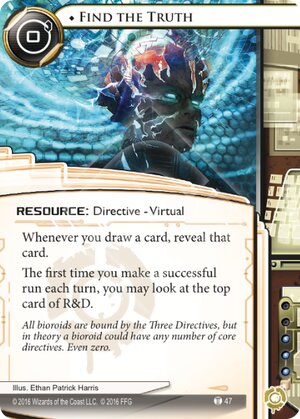 0
◆ Find the Truth
Resource: Directive - Virtual
Whenever you draw a card, reveal that
card.
The first time you make a successful
run each turn, you may look at the top
card of R&D.
All bioroids are bound by the Three Directives, but
in theory a bioroid could have any number of core
directives. Even zero.
Illus. Ethan Patrick Harris
© 2016 Wizards of the Coast LLC. © 2016 FFG
47